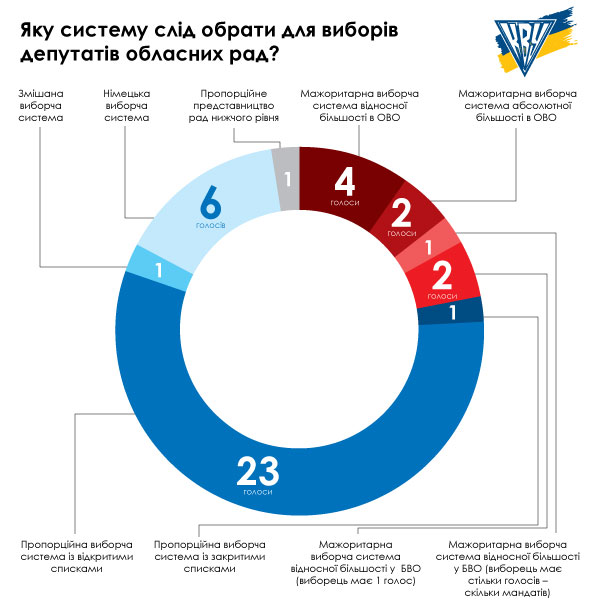 Яку систему слід обрати для виборів
депутатів обласних рад?
КВУ
Змішана
виборча
система
Німецька
виборча
система
Пропорційне
представництво
рад нижчого рівня
Мажоритарна виборча
система відносної
більшості в ОВО
Мажоритарна виборча
система абсолютної
більшості в ОВО
1
4
голоси
2
голоси
1
2
голоси
1
6
голосів
1
23
голоси
Пропорційна виборча
система із відкритими
списками
Пропорційна виборча
система із закритими
списками
Мажоритарна
виборча система
відносної більшості у БВО
(виборець має 1 голос)
Мажоритарна виборча
система відносної більшості
у БВО (виборець має
стільки голосів –
скільки мандатів)